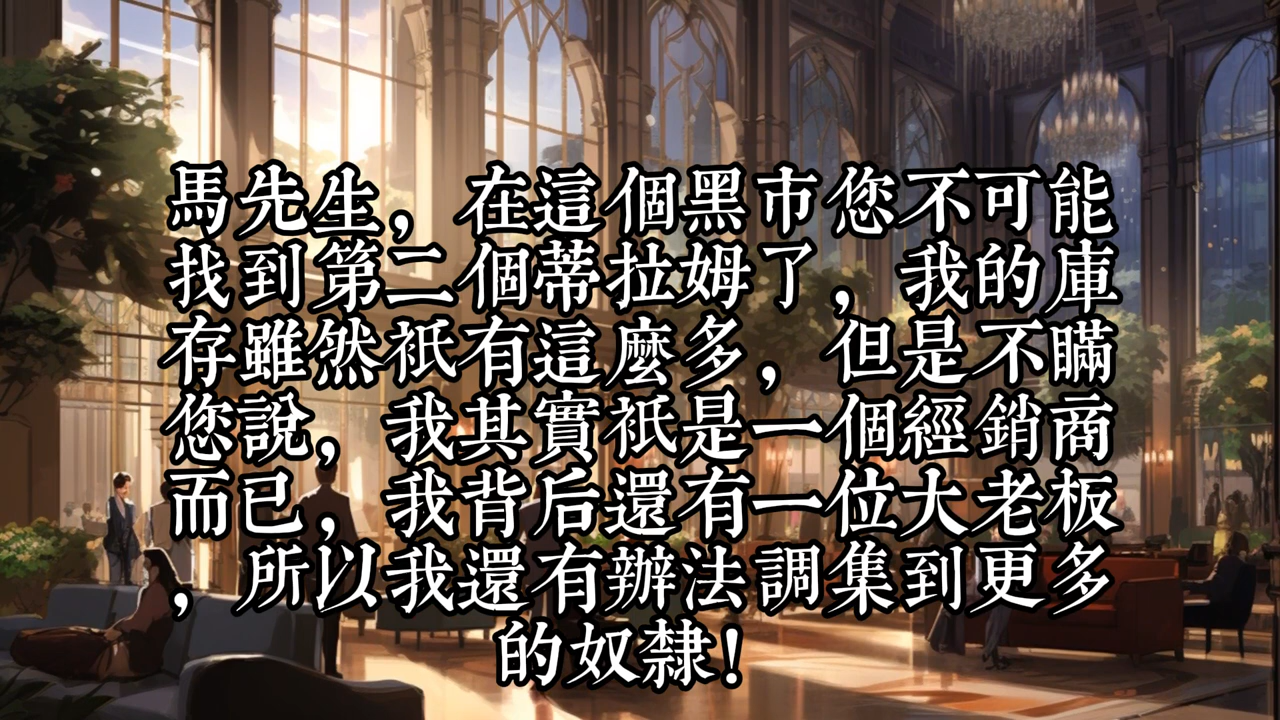 馬先生，在這個黑市您不可能
找到第二個蒂拉姆了，我的庫
存雖然衹有這麼多，但是不瞞
您說，我其實衹是一個經銷商
而已，我背后還有一位大老板
，所以我還有辦法調集到更多
的奴隸！